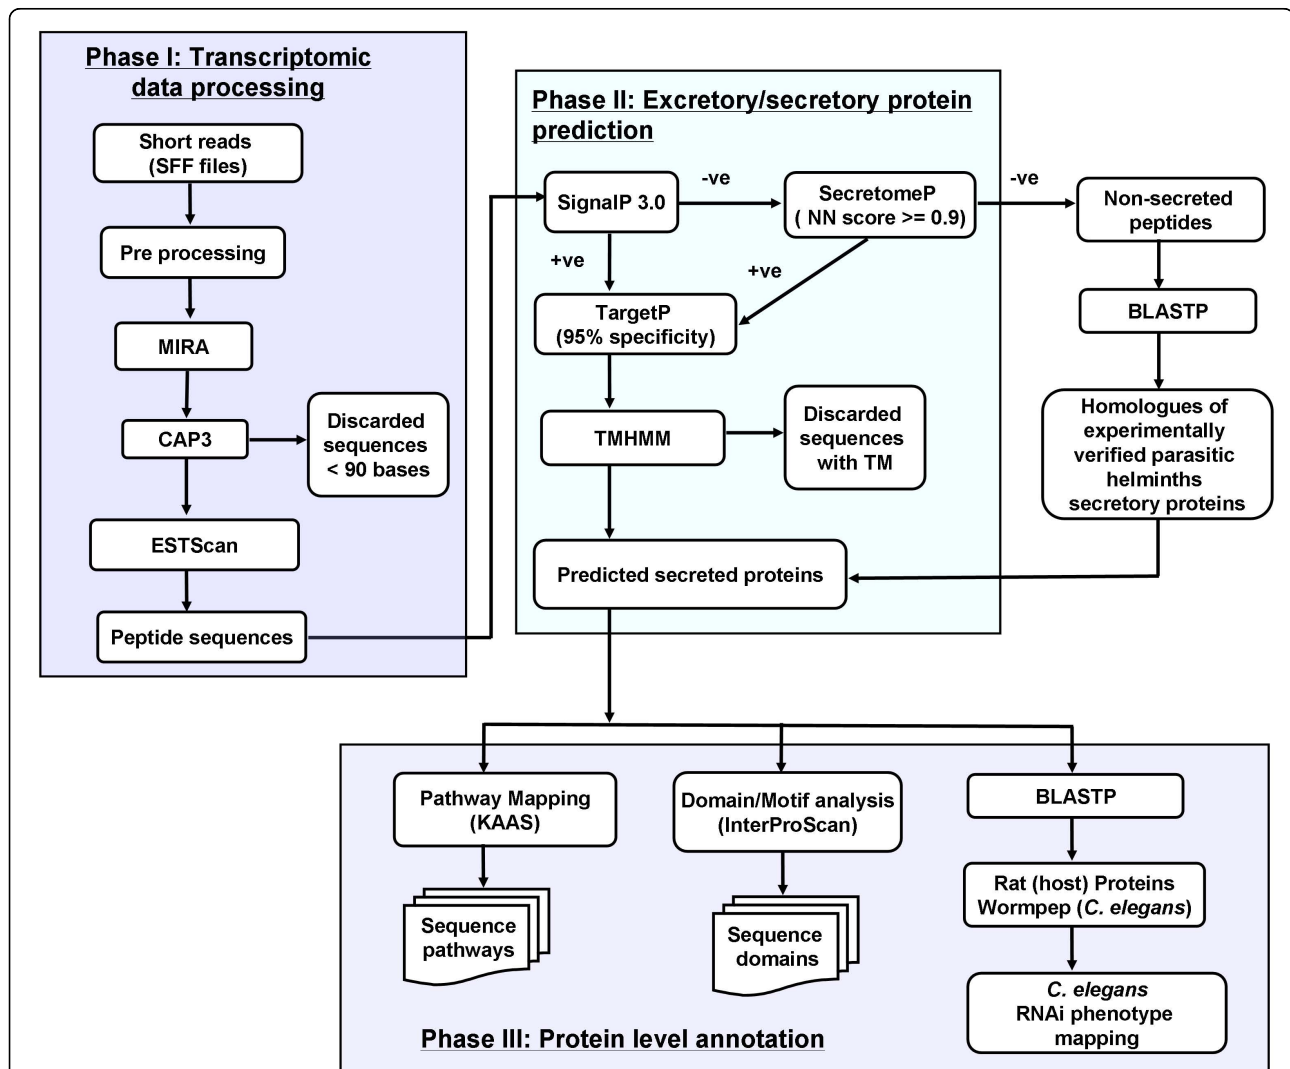 Phase I: Transcriptomic
data processing
Short reads
(SFF files)
Pre processing
MIRA
CAP3
Discarded
sequences
< 90 bases
ESTScan
Peptide sequences
Phase II: Excretory/secretory protein
prediction
SignalP 3.0
-ve
SecretomeP
( NN score >= 0.9)
-ve
Non-secreted
peptides
+ve
+ve
TargetP
(95% specificity)
BLASTP
TMHMM
Discarded
sequences
with TM
Homologues of
experimentally
verified parasitic
helminths
secretory proteins
Predicted secreted proteins
Pathway Mapping
(KAAS)
Domain/Motif analysis
(InterProScan)
BLASTP
Sequence
pathways
Sequence
domains
Rat (host) Proteins
Wormpep (C. elegans)
C. elegans
RNAi phenotype
mapping
Phase III: Protein level annotation